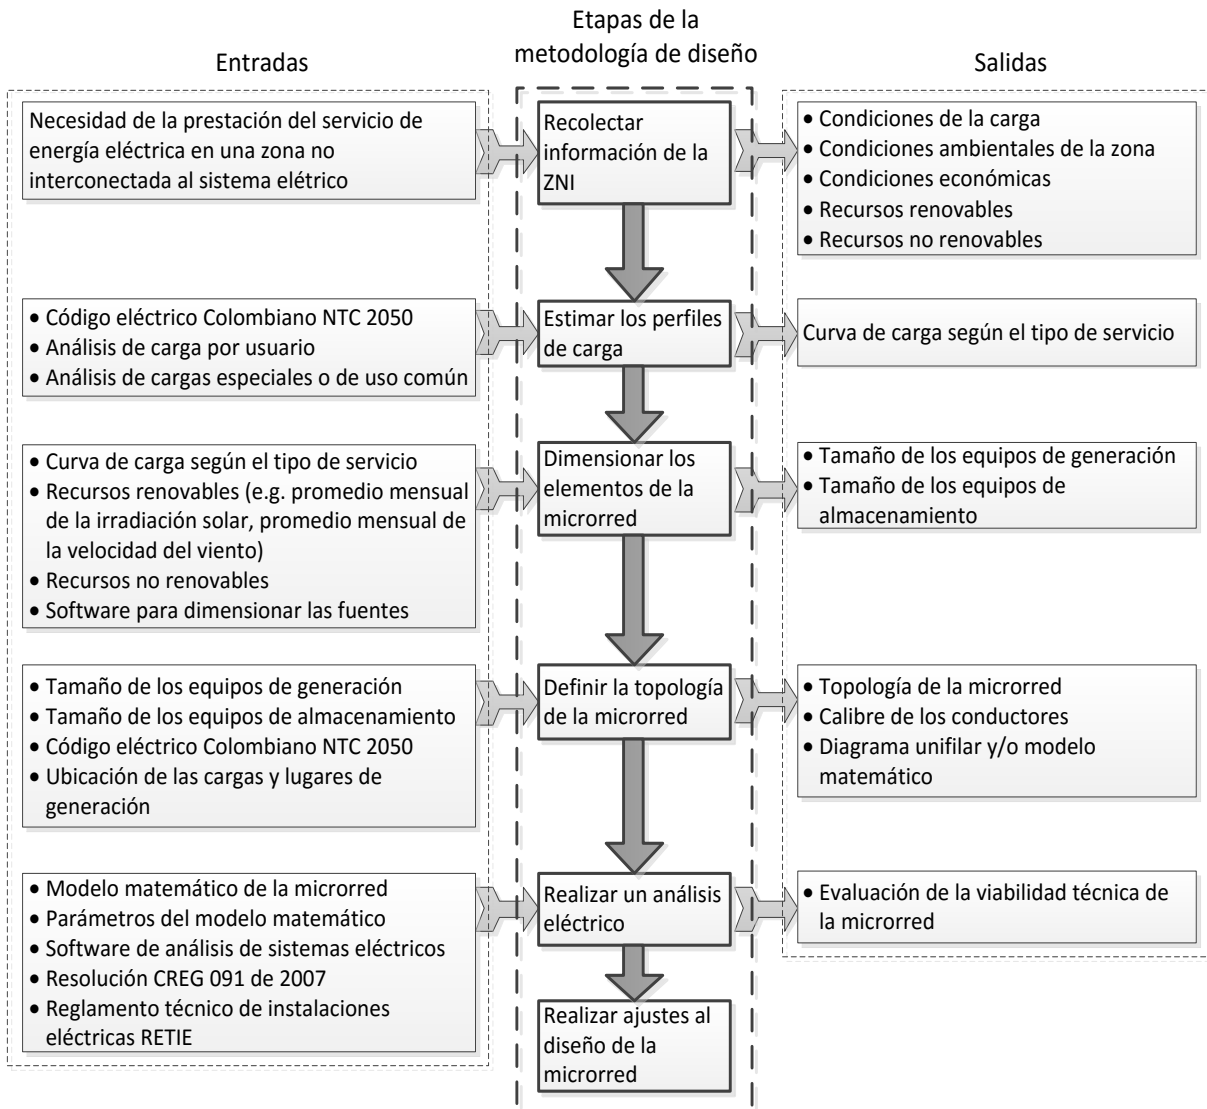 Etapas de la
metodología de diseño
Entradas
Salidas
Necesidad de la prestación del servicio de
energía eléctrica en una zona no
interconectada al sistema elétrico
Recolectar
información de la
ZNI
• Condiciones de la carga
• Condiciones ambientales de la zona
• Condiciones económicas
• Recursos renovables
• Recursos no renovables
• Código eléctrico Colombiano NTC 2050
• Análisis de carga por usuario
• Análisis de cargas especiales o de uso común
Estimar los perfiles
de carga
Curva de carga según el tipo de servicio
• Curva de carga según el tipo de servicio
• Recursos renovables (e.g. promedio mensual
de la irradiación solar, promedio mensual de
la velocidad del viento)
• Recursos no renovables
• Software para dimensionar las fuentes
Dimensionar los
elementos de la
microrred
• Tamaño de los equipos de generación
• Tamaño de los equipos de
almacenamiento
• Tamaño de los equipos de generación
• Tamaño de los equipos de almacenamiento
• Código eléctrico Colombiano NTC 2050
• Ubicación de las cargas y lugares de
generación
Definir la topología
de la microrred
• Topología de la microrred
• Calibre de los conductores
• Diagrama unifilar y/o modelo
matemático
• Modelo matemático de la microrred
• Parámetros del modelo matemático
• Software de análisis de sistemas eléctricos
• Resolución CREG 091 de 2007
• Reglamento técnico de instalaciones
eléctricas RETIE
Realizar un análisis
eléctrico
• Evaluación de la viabilidad técnica de
la microrred
Realizar ajustes al
diseño de la
microrred